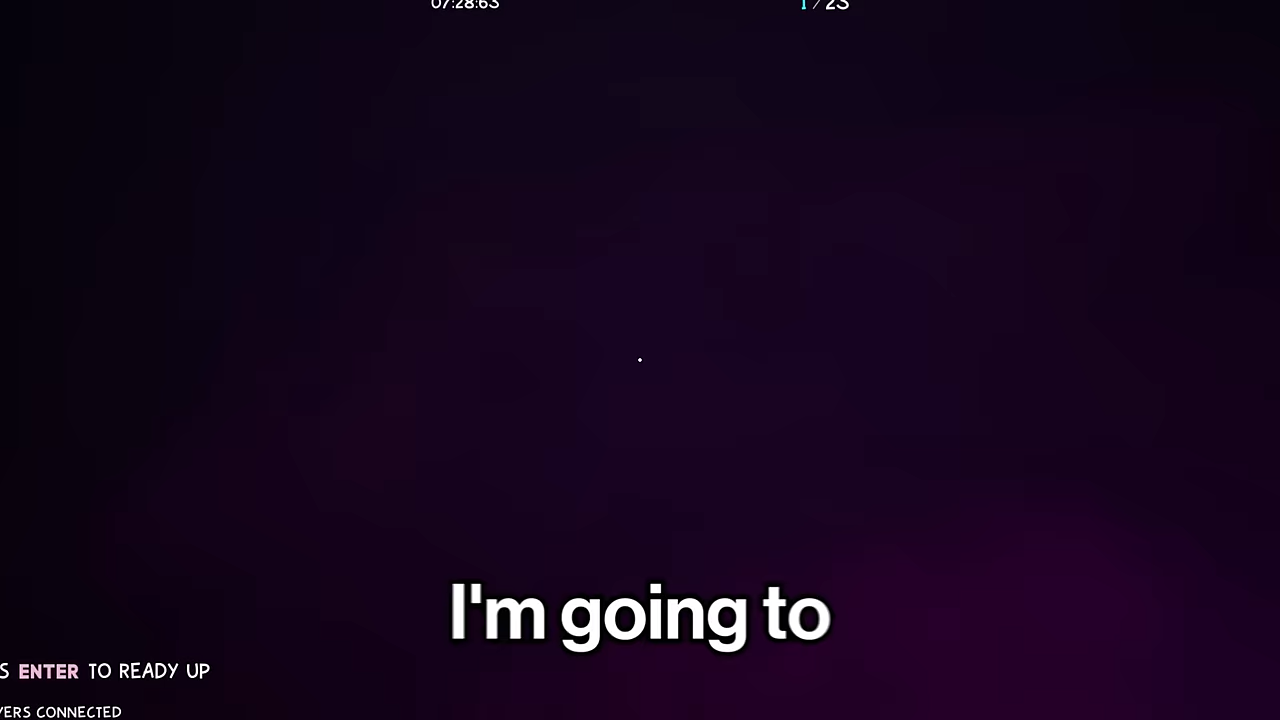 07:28:63
1/23
I'm going to
S ENTER TO READY UP
YERS CONNECTED